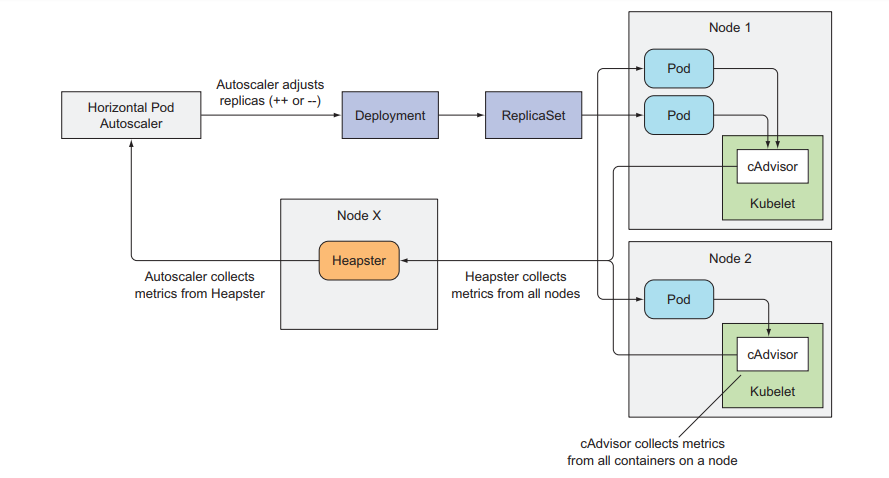 Node 1
Pod
Autoscaler adjusts
replicas (++ or --)
Horizontal Pod
Autoscaler
Deployment
ReplicaSet
Pod
cAdvisor
Kubelet
Node X
Heapster
Autoscaler collects
metrics from Heapster
Heapster collects
metrics from all nodes
Node 2
Pod
cAdvisor
Kubelet
cAdvisor collects metrics
from all containers on a node